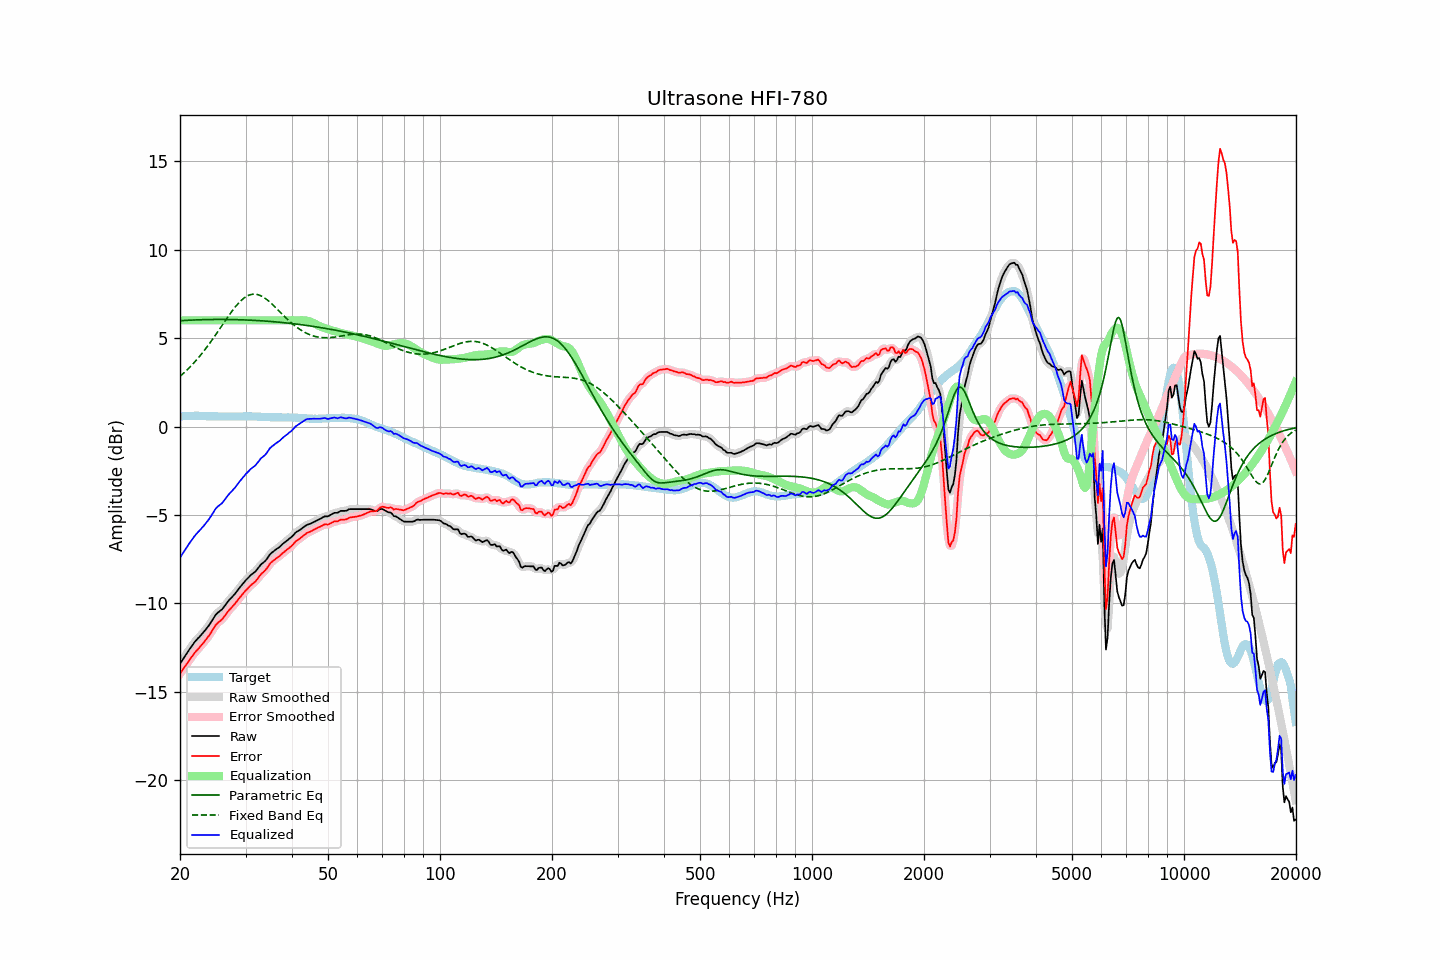 Ultrasone HFI-780
Amplitude (dBr)
15
10
5
0
−5
−10
−15
−20
Target
Raw Smoothed
Error Smoothed
Raw
Error
Equalization
Parametric Eq
Fixed Band Eq
Equalized
20 50 100 200 500 1000 2000 5000 10000 20000
Frequency (Hz)